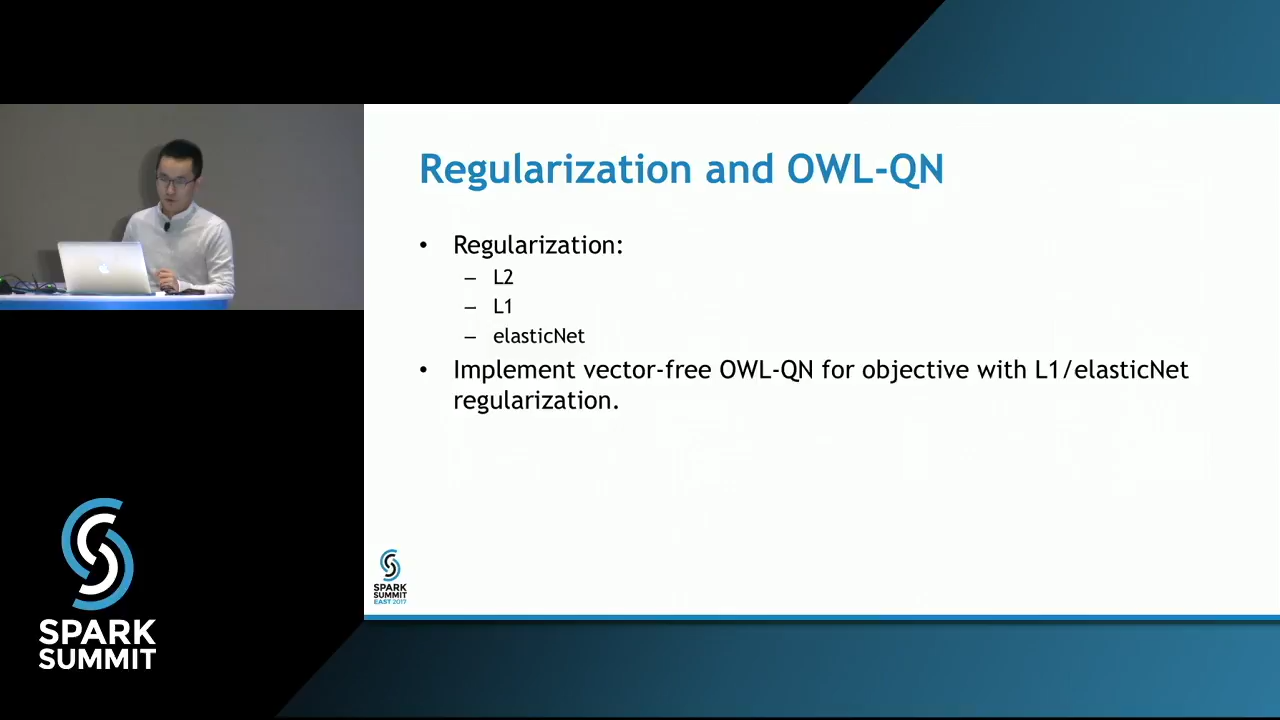 Regularization and OWL-QN
• Regularization:
– L2
– L1
– elasticNet
• Implement vector-free OWL-QN for objective with L1/elasticNet
regularization.
SPARK
SUMMIT
EAST 2017
SPARK
SUMMIT